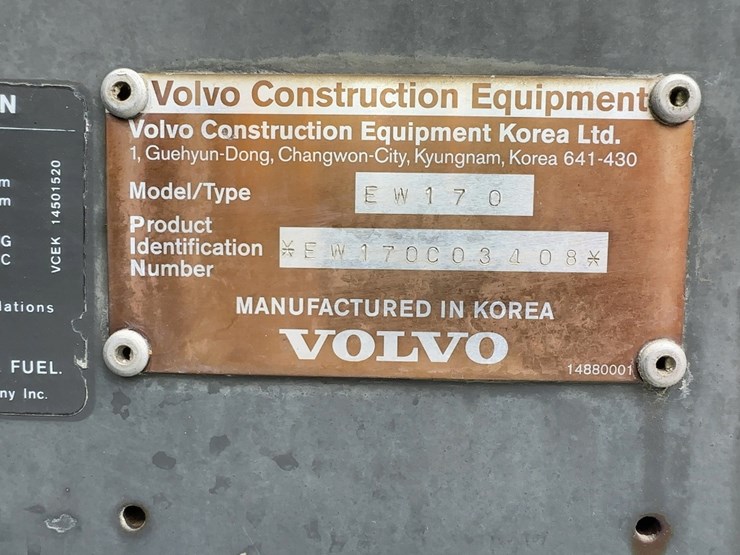 N
m
m
G
C
lations
FUEL.
ny Inc.
VCEK 14501520
Volvo Construction Equipment
Volvo Construction Equipment Korea Ltd.
1, Guehyun-Dong, Changwon-City, Kyungnam, Korea 641-430
Model/Type EW170
Product
Identification
Number
*EW170C03408*
MANUFACTURED IN KOREA
VOLVO
14880001